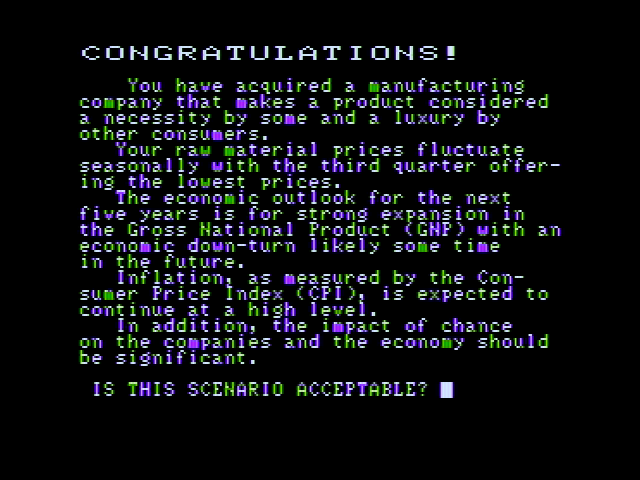 CONGRATULATIONS!
You have acquired a manufacturing
company that makes a product considered
a necessity by some and a luxury by
other consumers.
Your raw material prices fluctuate
seasonally with the third quarter offer-
ing the lowest prices.
The economic outlook for the next
five years is for strong expansion in
the Gross National Product (GNP) with an
economic down-turn likely some time
in the future.
Inflation, as measured by the Con-
sumer Price Index (CPI), is expected to
continue at a high level.
In addition, the impact of chance
on the companies and the economy should
be significant.
IS THIS SCENARIO ACCEPTABLE?